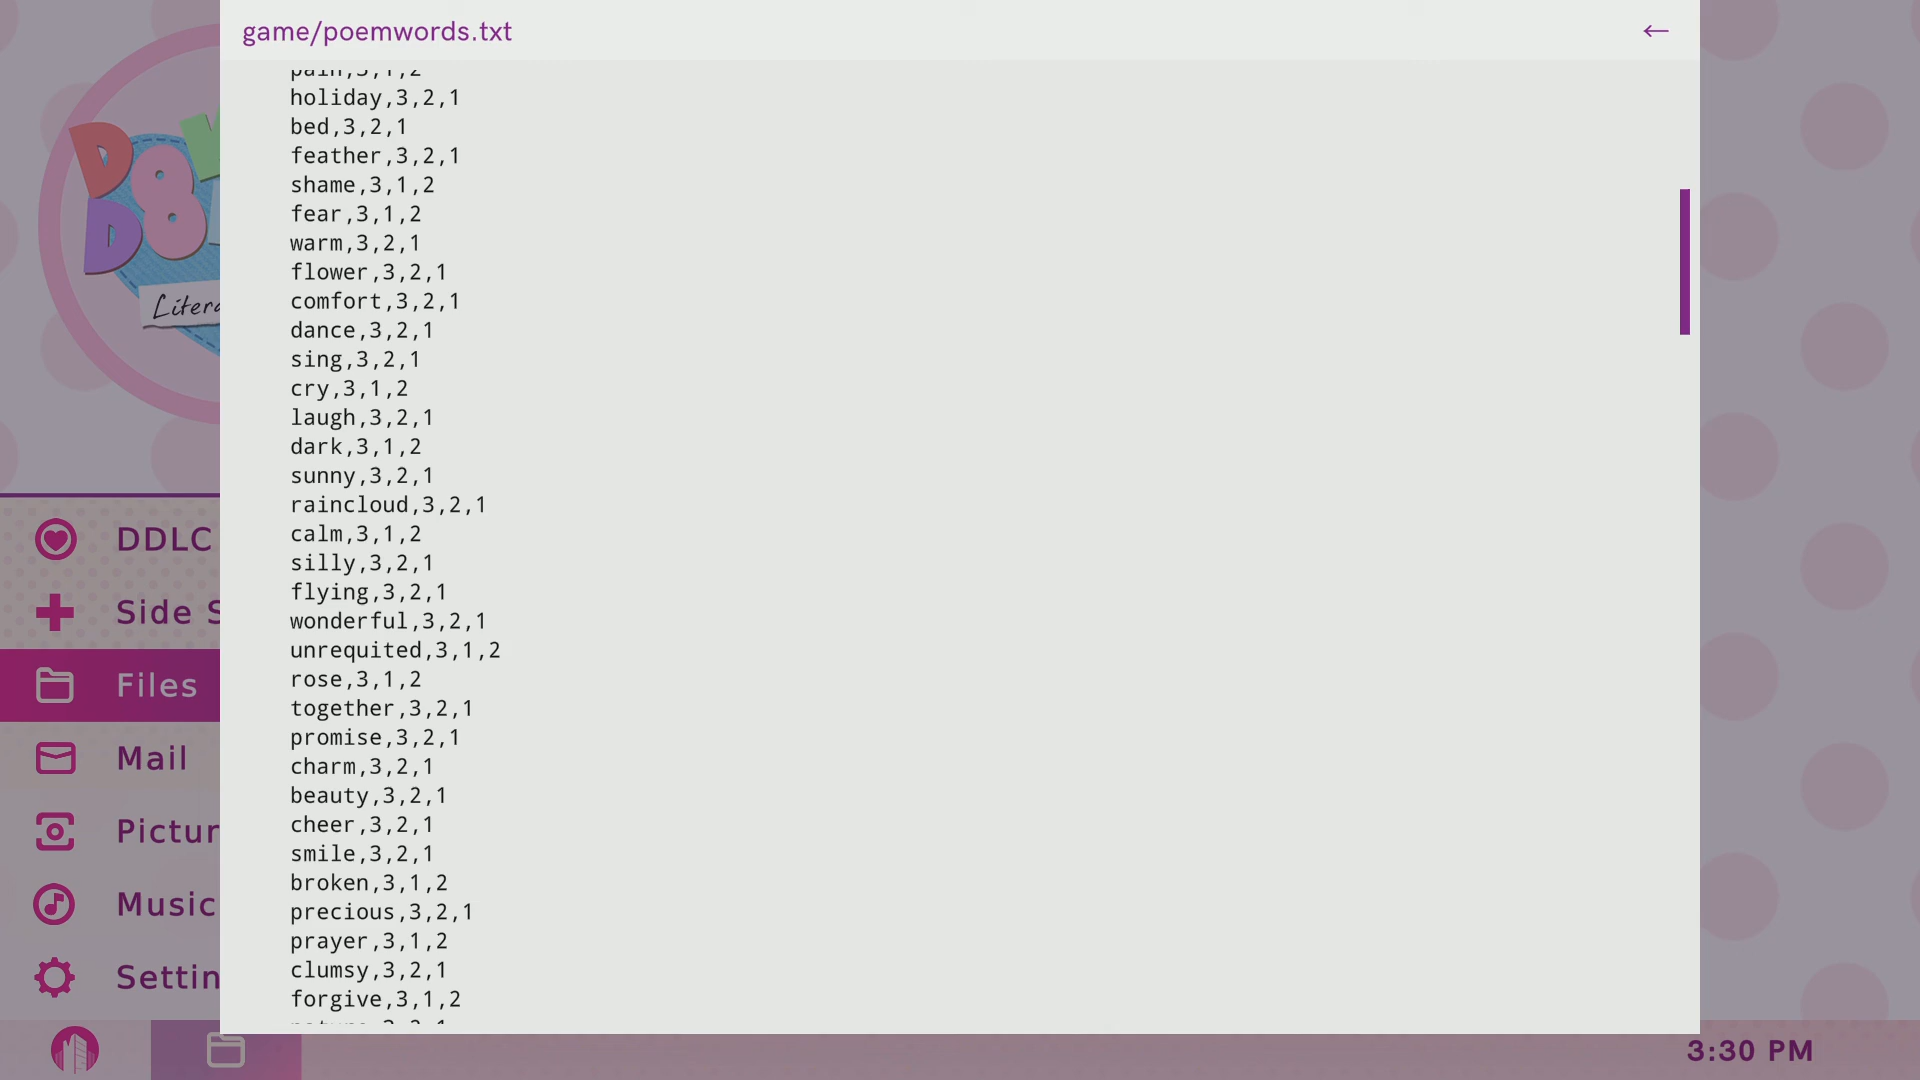 game/poemwords.txt
←
pain,3,1,2
holiday,3,2,1
bed,3,2,1
feather,3,2,1
shame,3,1,2
fear,3,1,2
warm,3,2,1
flower,3,2,1
comfort,3,2,1
dance,3,2,1
sing,3,2,1
cry,3,1,2
laugh,3,2,1
dark,3,1,2
sunny,3,2,1
raincloud,3,2,1
calm,3,1,2
silly,3,2,1
flying,3,2,1
wonderful,3,2,1
unrequited,3,1,2
rose,3,1,2
together,3,2,1
promise,3,2,1
charm,3,2,1
beauty,3,2,1
cheer,3,2,1
smile,3,2,1
broken,3,1,2
precious,3,2,1
prayer,3,1,2
clumsy,3,2,1
forgive,3,1,2
DO
DO
Litera
DDLC
Side S
Files
Mail
Pictur
Music
Settin
3:30 PM